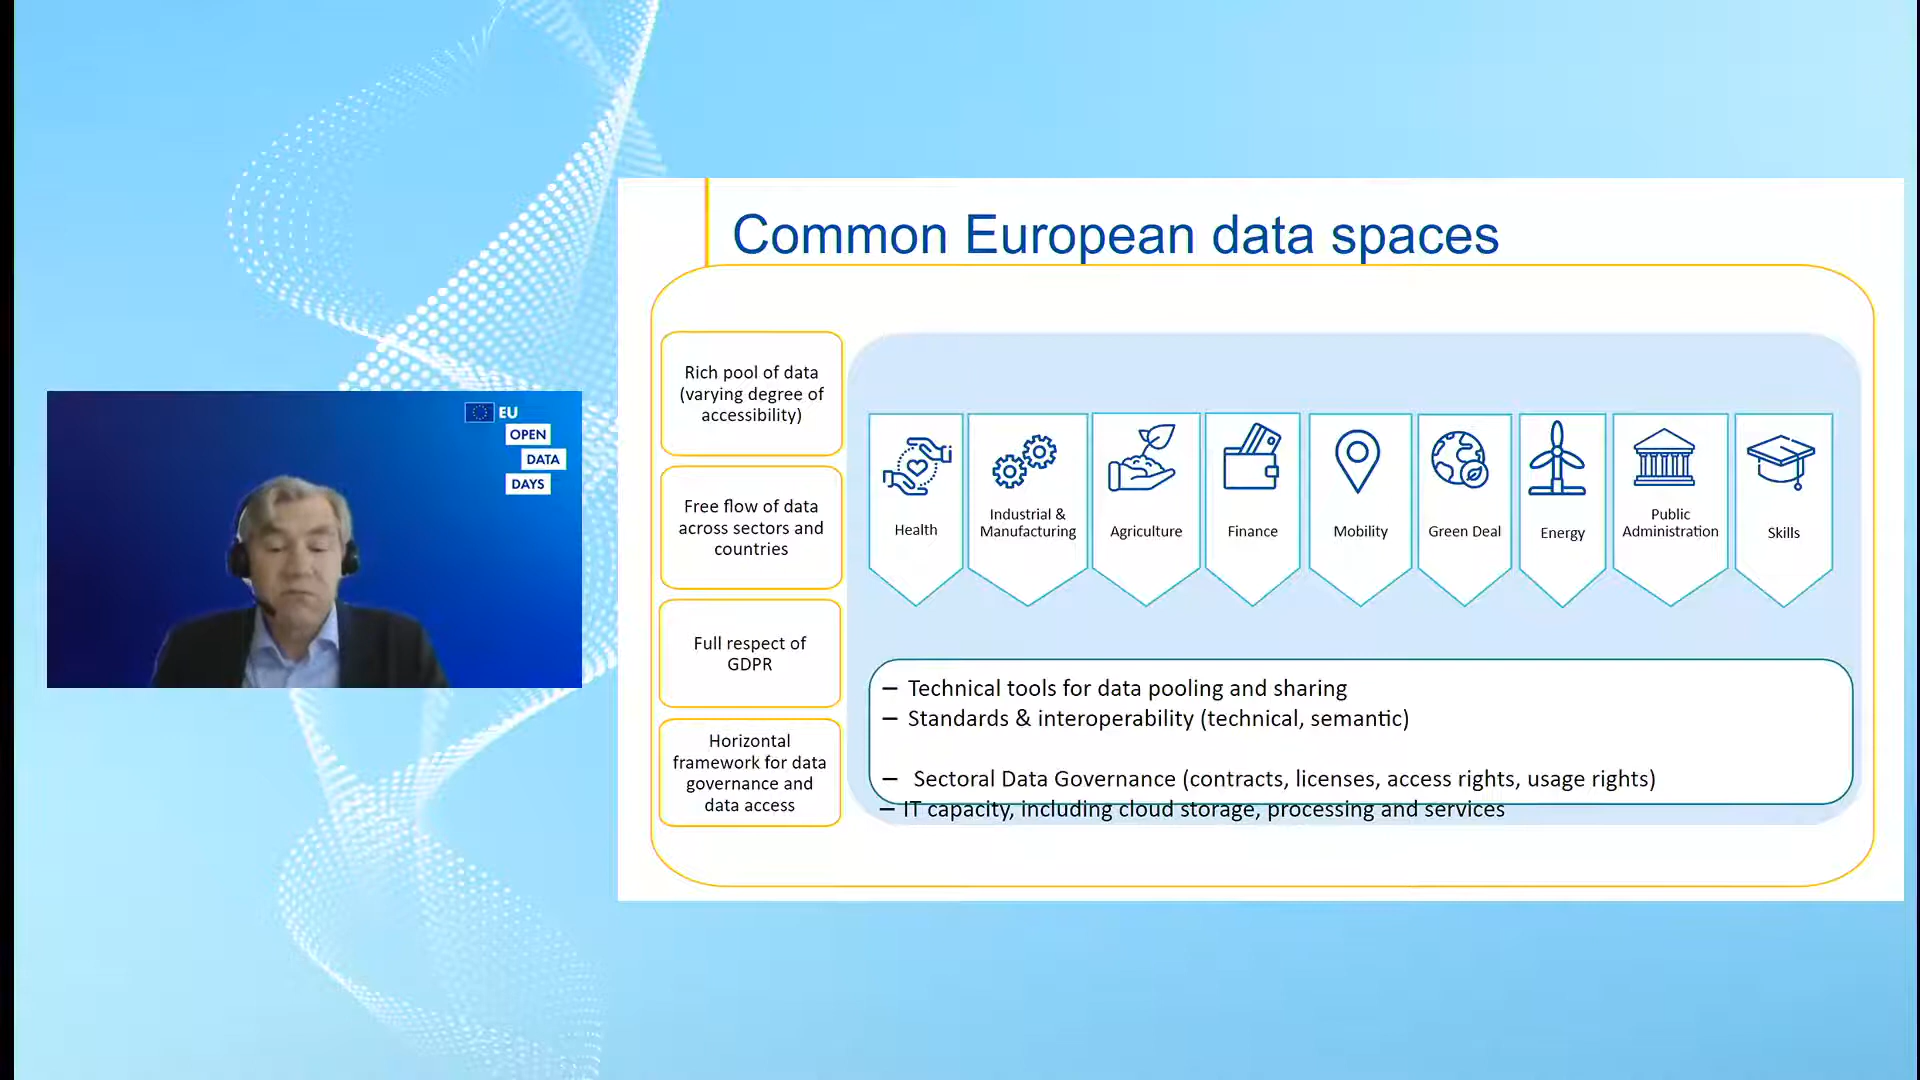 EU
OPEN
DATA
DAYS
Common European data spaces
Rich pool of data
(varying degree of
accessibility)
Free flow of data
across sectors and
countries
Full respect of
GDPR
Horizontal
framework for data
governance and
data access
Health
Industrial &
Manufacturing
Agriculture
Finance
Mobility
Green Deal
Energy
Public
Administration
Skills
– Technical tools for data pooling and sharing
– Standards & interoperability (technical, semantic)
– Sectoral Data Governance (contracts, licenses, access rights, usage rights)
– IT capacity, including cloud storage, processing and services